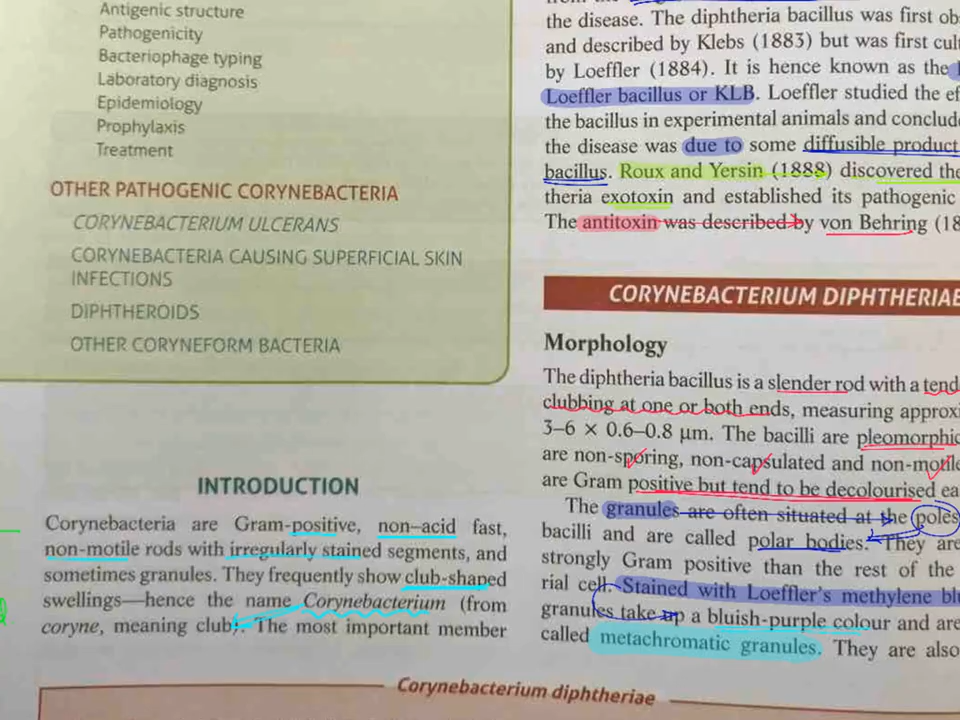 Antigenic structure
Pathogenicity
Bacteriophage typing
Laboratory diagnosis
Epidemiology
Prophylaxis
Treatment
OTHER PATHOGENIC CORYNEBACTERIA
CORYNEBACTERIUM ULCERANS
CORYNEBACTERIA CAUSING SUPERFICIAL SKIN
INFECTIONS
DIPHTHEROIDS
OTHER CORYNEFORM BACTERIA
INTRODUCTION
Corynebacteria are Gram-positive, non-acid fast,
non-motile rods with irregularly stained segments, and
sometimes granules. They frequently show club-shaped
swellings—hence the name Corynebacterium (from
coryne, meaning club). The most important member
the disease. The diphtheria bacillus was first
and described by Klebs (1883) but was first
by Loeffler (1884). It is hence known as the
Loeffler bacillus or KLB. Loeffler studied the
the bacillus in experimental animals and
the disease was due to some diffusible product
bacillus. Roux and Yersin (1888) discovered the
theria exotoxin and established its pathogenic
The antitoxin was described by von Behring (18
CORYNEBACTERIUM DIPHTHERIAE
Morphology
The diphtheria bacillus is a slender rod with a tend
clubbing at one or both ends, measuring approxi
3–6 × 0.6–0.8 µm. The bacilli are pleomorphic
are non-sporing, non-capsulated and non-motile
are Gram positive but tend to be decolourised ea
The granules are often situated at the poles
bacilli and are called polar bodies. They are
strongly Gram positive than the rest of the
rial cell. Stained with Loeffler's methylene blu
granules take up a bluish-purple colour and are
called metachromatic granules. They are also
Corynebacterium diphtheriae